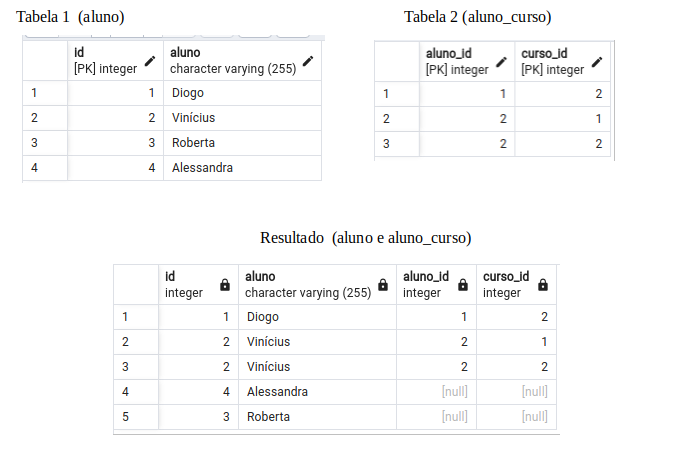 Tabela 1 (aluno)
Tabela 2 (aluno_curso)
id aluno
[PK] integer character varying (255)
1 1 Diogo
2 2 Vinícius
3 3 Roberta
4 4 Alessandra
aluno_id curso_id
[PK] integer [PK] integer
1 1 2
2 2 1
3 2 2
Resultado (aluno e aluno_curso)
id aluno aluno_id curso_id
integer character varying (255) integer integer
1 1 Diogo 1 2
2 2 Vinícius 2 1
3 2 Vinícius 2 2
4 4 Alessandra [null] [null]
5 3 Roberta [null] [null]